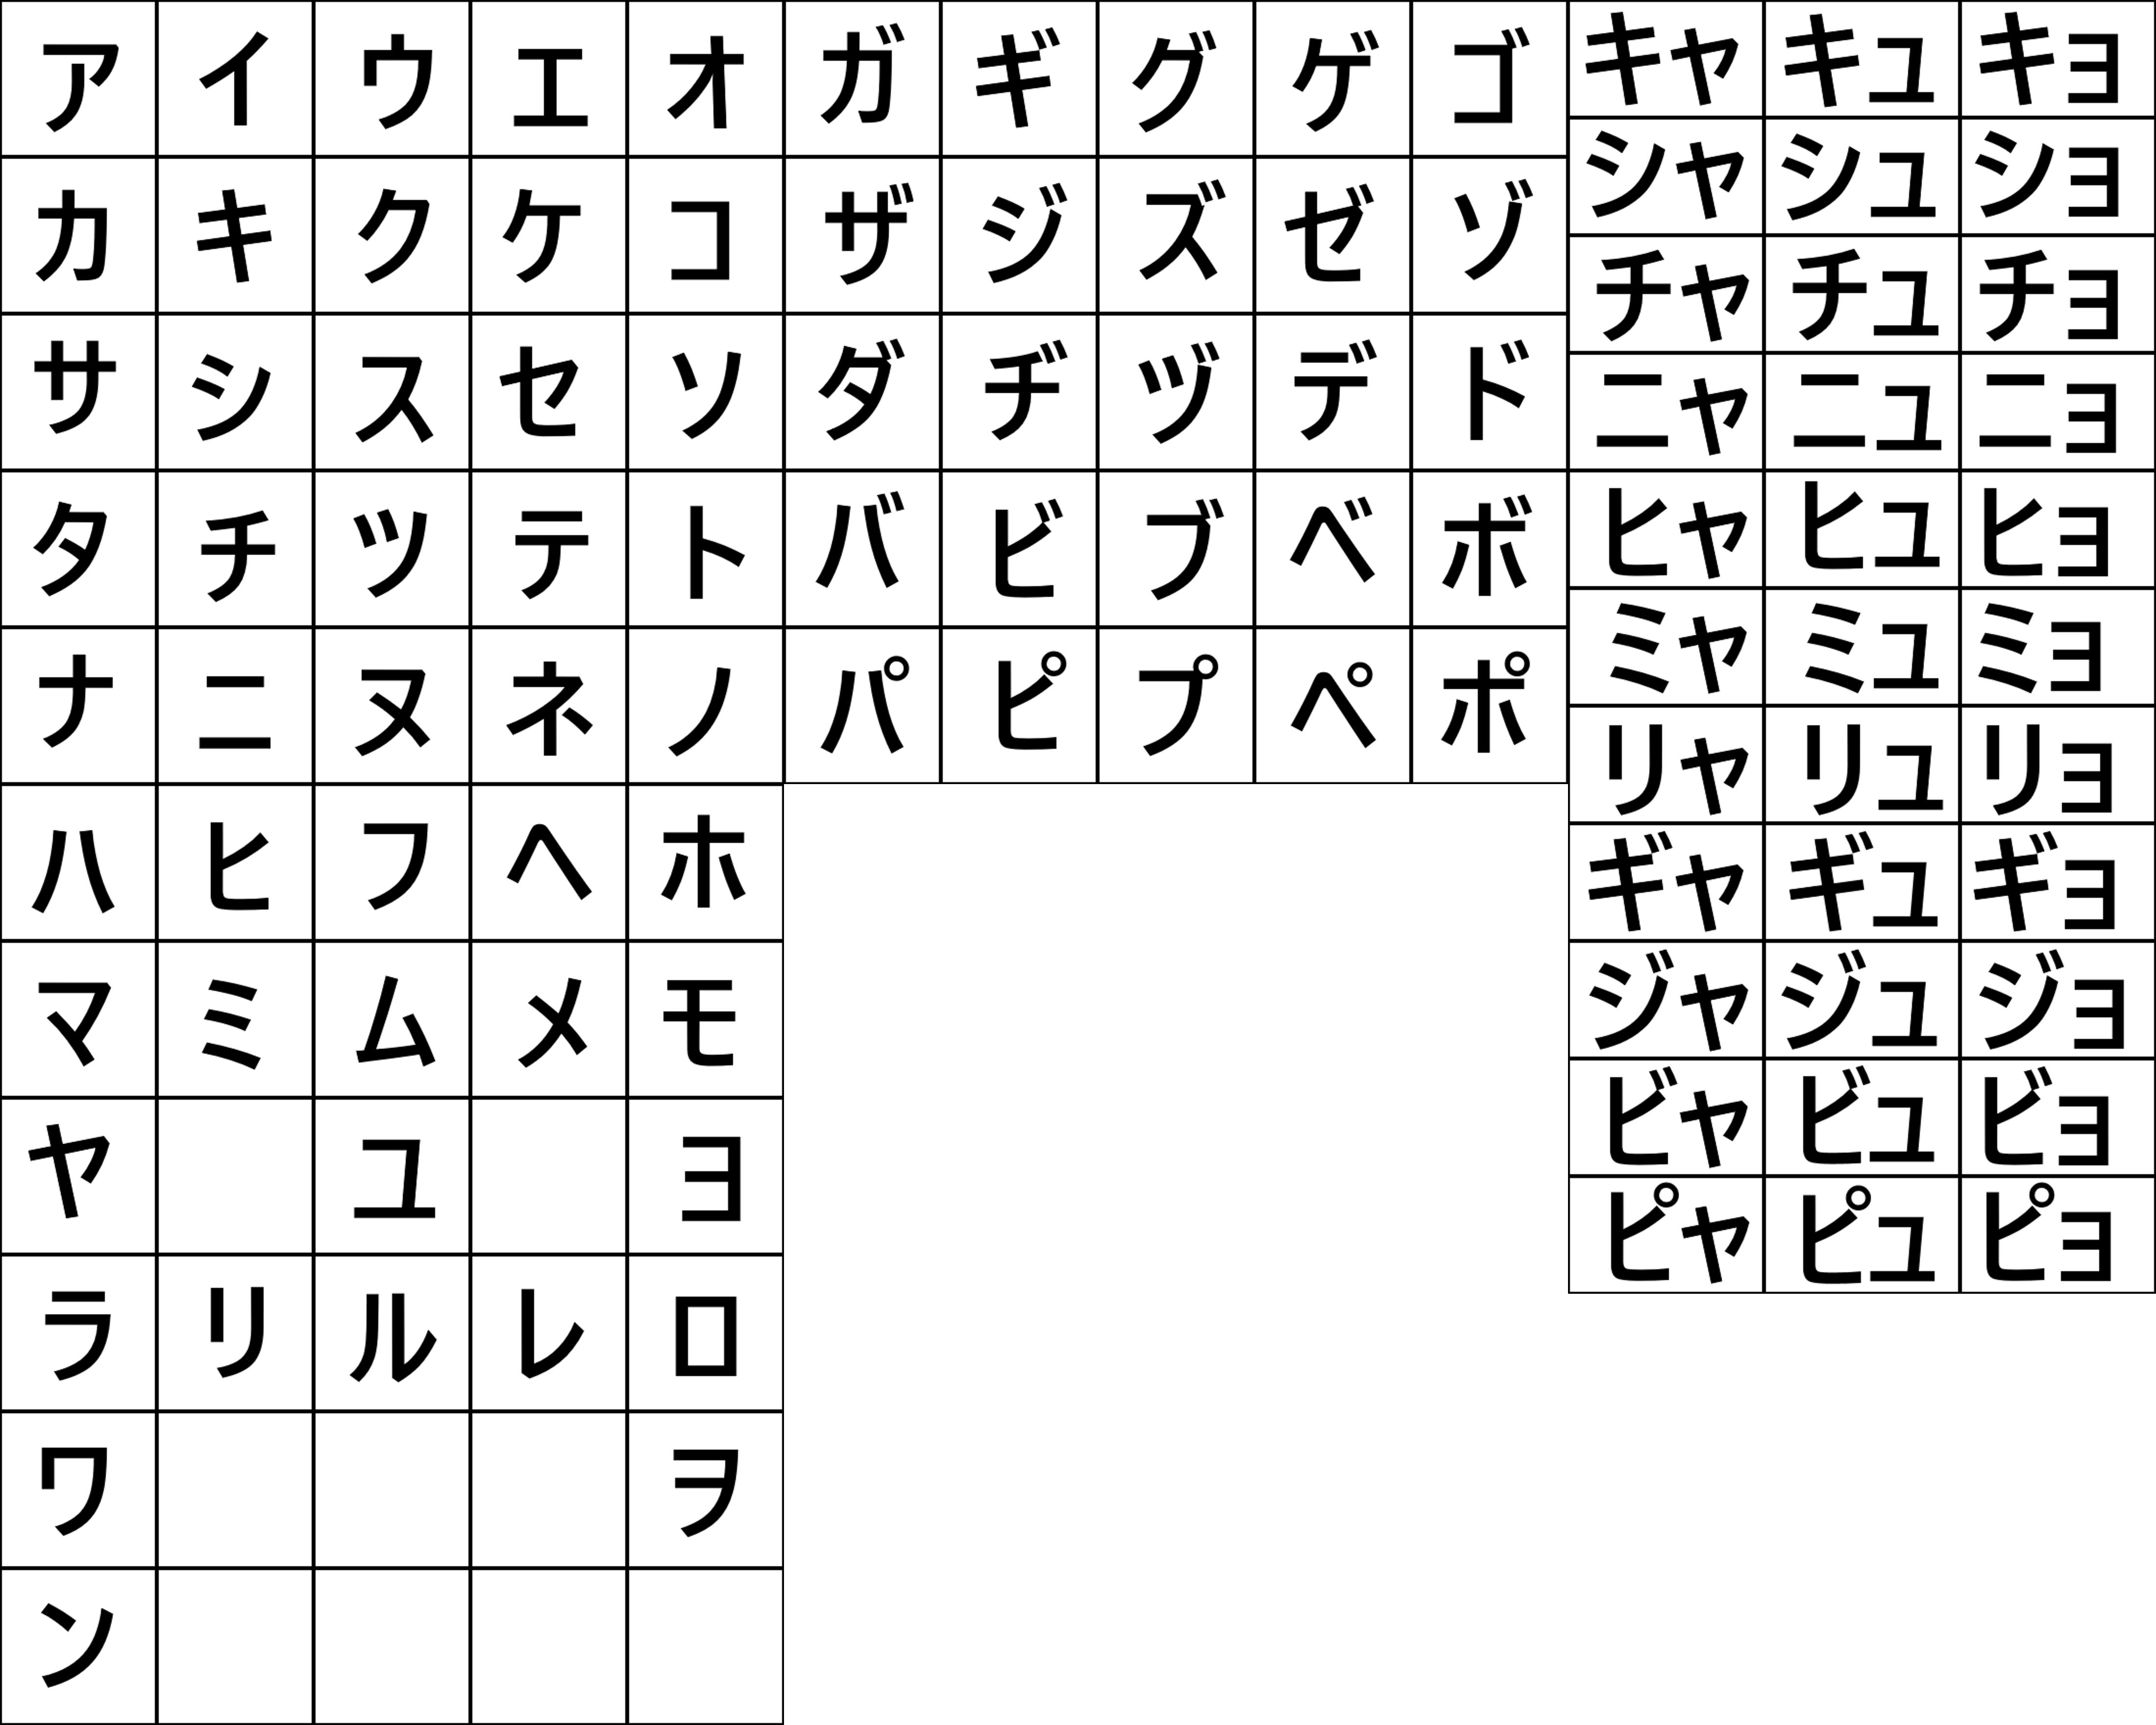 ア イ ウ エ オ ガ ギ グ ゲ ゴ キャ キュ キョ
カ キ ク ケ コ ザ ジ ズ ゼ ゾ シャ シュ ショ
サ シ ス セ ソ ダ ヂ ヅ デ ド チャ チュ チョ
タ チ ツ テ ト バ ビ ブ ベ ボ ニャ ニュ ニョ
ナ ニ ヌ ネ ノ パ ピ プ ペ ポ ヒャ ヒュ ヒョ
ハ ヒ フ ヘ ホ ミャ ミュ ミョ
マ ミ ム メ モ リャ リュ リョ
ヤ ユ ヨ ギャ ギュ ギョ
ラ リ ル レ ロ ジャ ジュ ジョ
ワ ヲ ビャ ビュ ビョ
ン ピャ ピュ ピョ